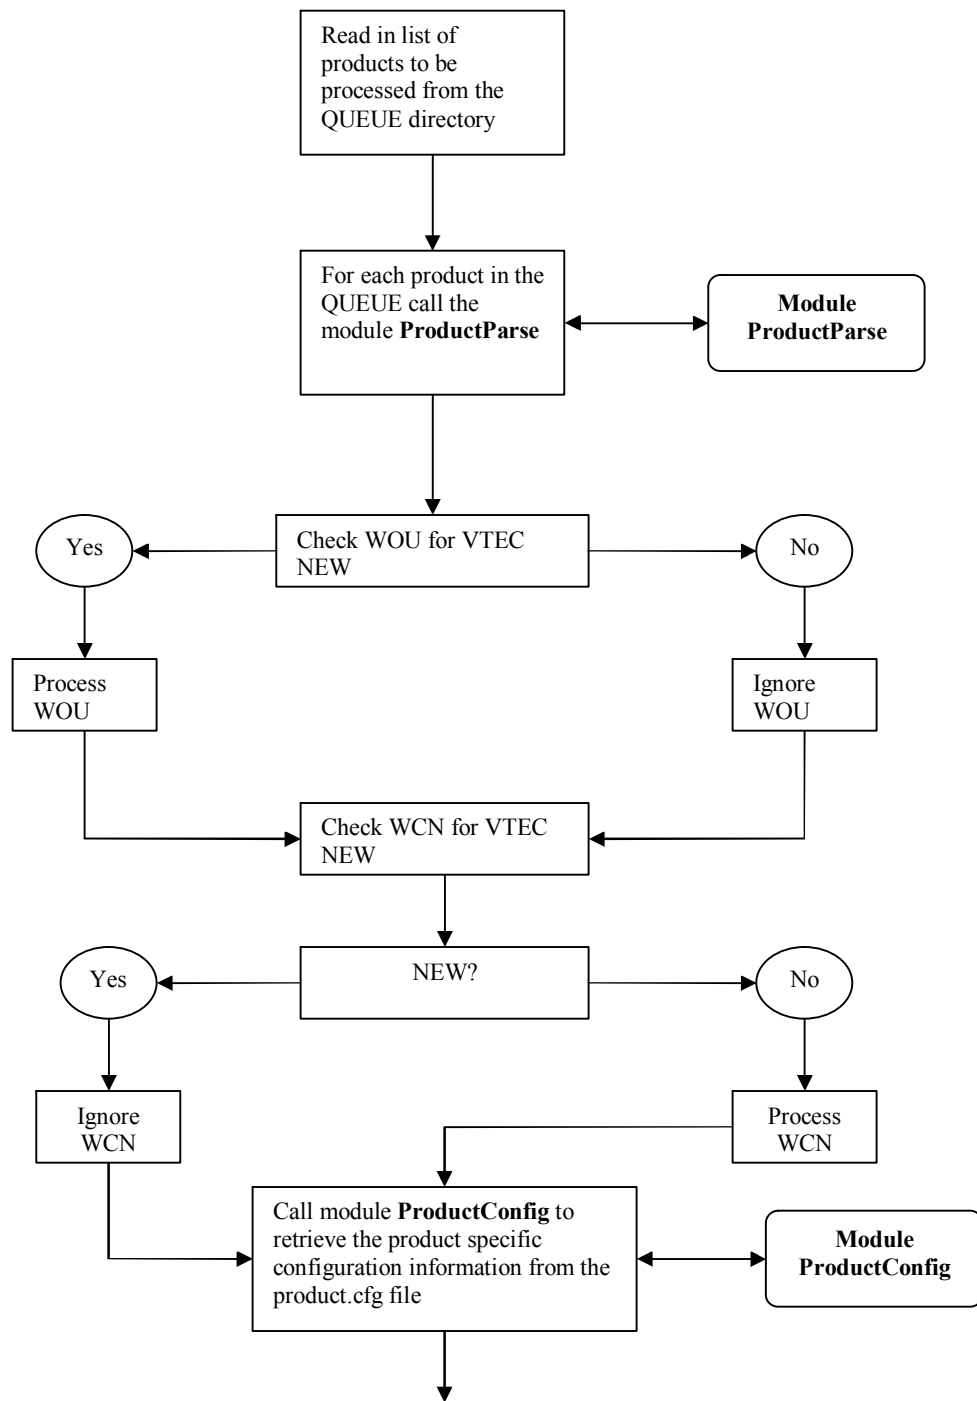 Read in list of
products to be
processed from the
QUEUE directory
For each product in the
QUEUE call the
module ProductParse
Module
ProductParse
Check WOU for VTEC
NEW
Yes
No
Process
WOU
Ignore
WOU
Check WCN for VTEC
NEW
NEW?
Yes
No
Ignore
WCN
Process
WCN
Call module ProductConfig to
retrieve the product specific
configuration information from the
product.cfg file
Module
ProductConfig